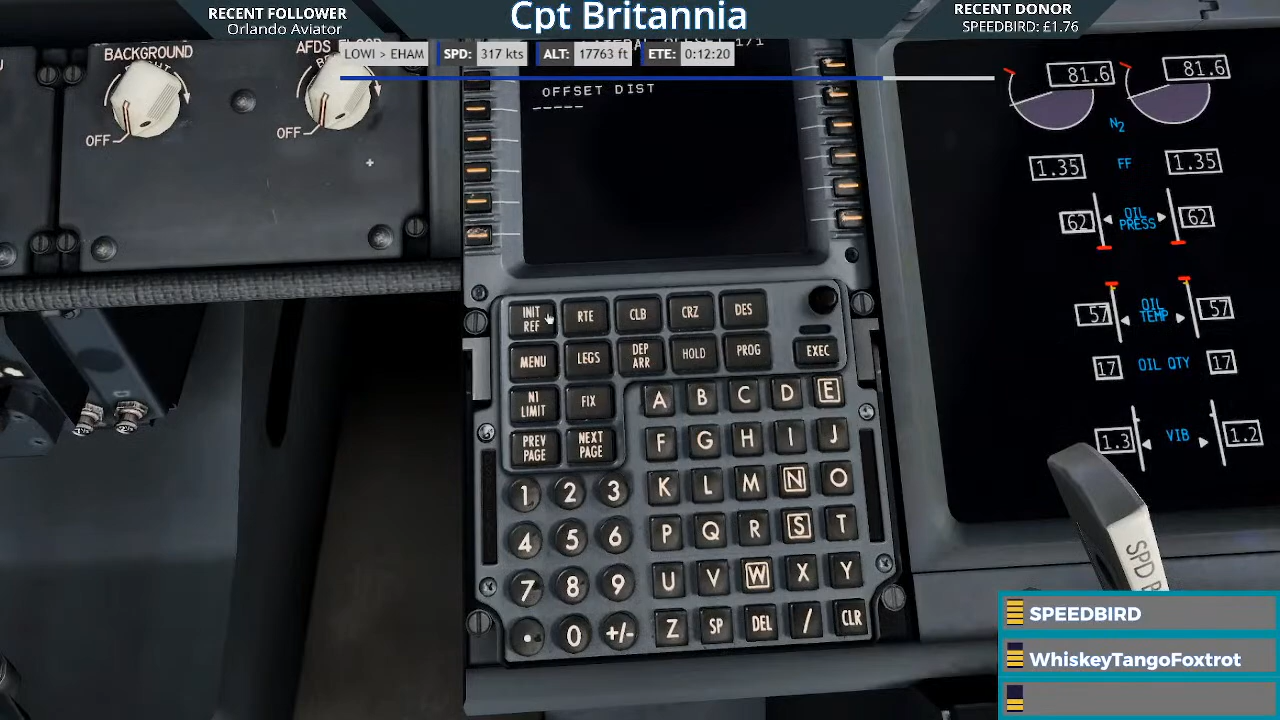 RECENT FOLLOWER
Orlando Aviator
Cpt Britannia
RECENT DONOR
SPEEDBIRD: £1.76
LOWI > EHAM
SPD: 317 kts
ALT: 17763 ft
ETE: 0:12:20
BACKGROUND
OFF
OFF
OFFSET DIST
-----
81.6
81.6
N2
1.35
FF
1.35
62
OIL
PRESS
62
57
OIL
TEMP
57
17
OIL QTY
17
1.3
VIB
1.2
INIT
REF
RTE
CLB
CRZ
DES
MENU
LEGS
DEP
ARR
HOLD
PROG
EXEC
N1
LIMIT
FIX
A B C D E
PREV
PAGE
NEXT
PAGE
F G H I J
1 2 3
K L M N O
4 5 6
P Q R S T
7 8 9
U V W X Y
. 0 +/-
Z SP DEL / CLR
SPD
SPEEDBIRD
WhiskeyTangoFoxtrot